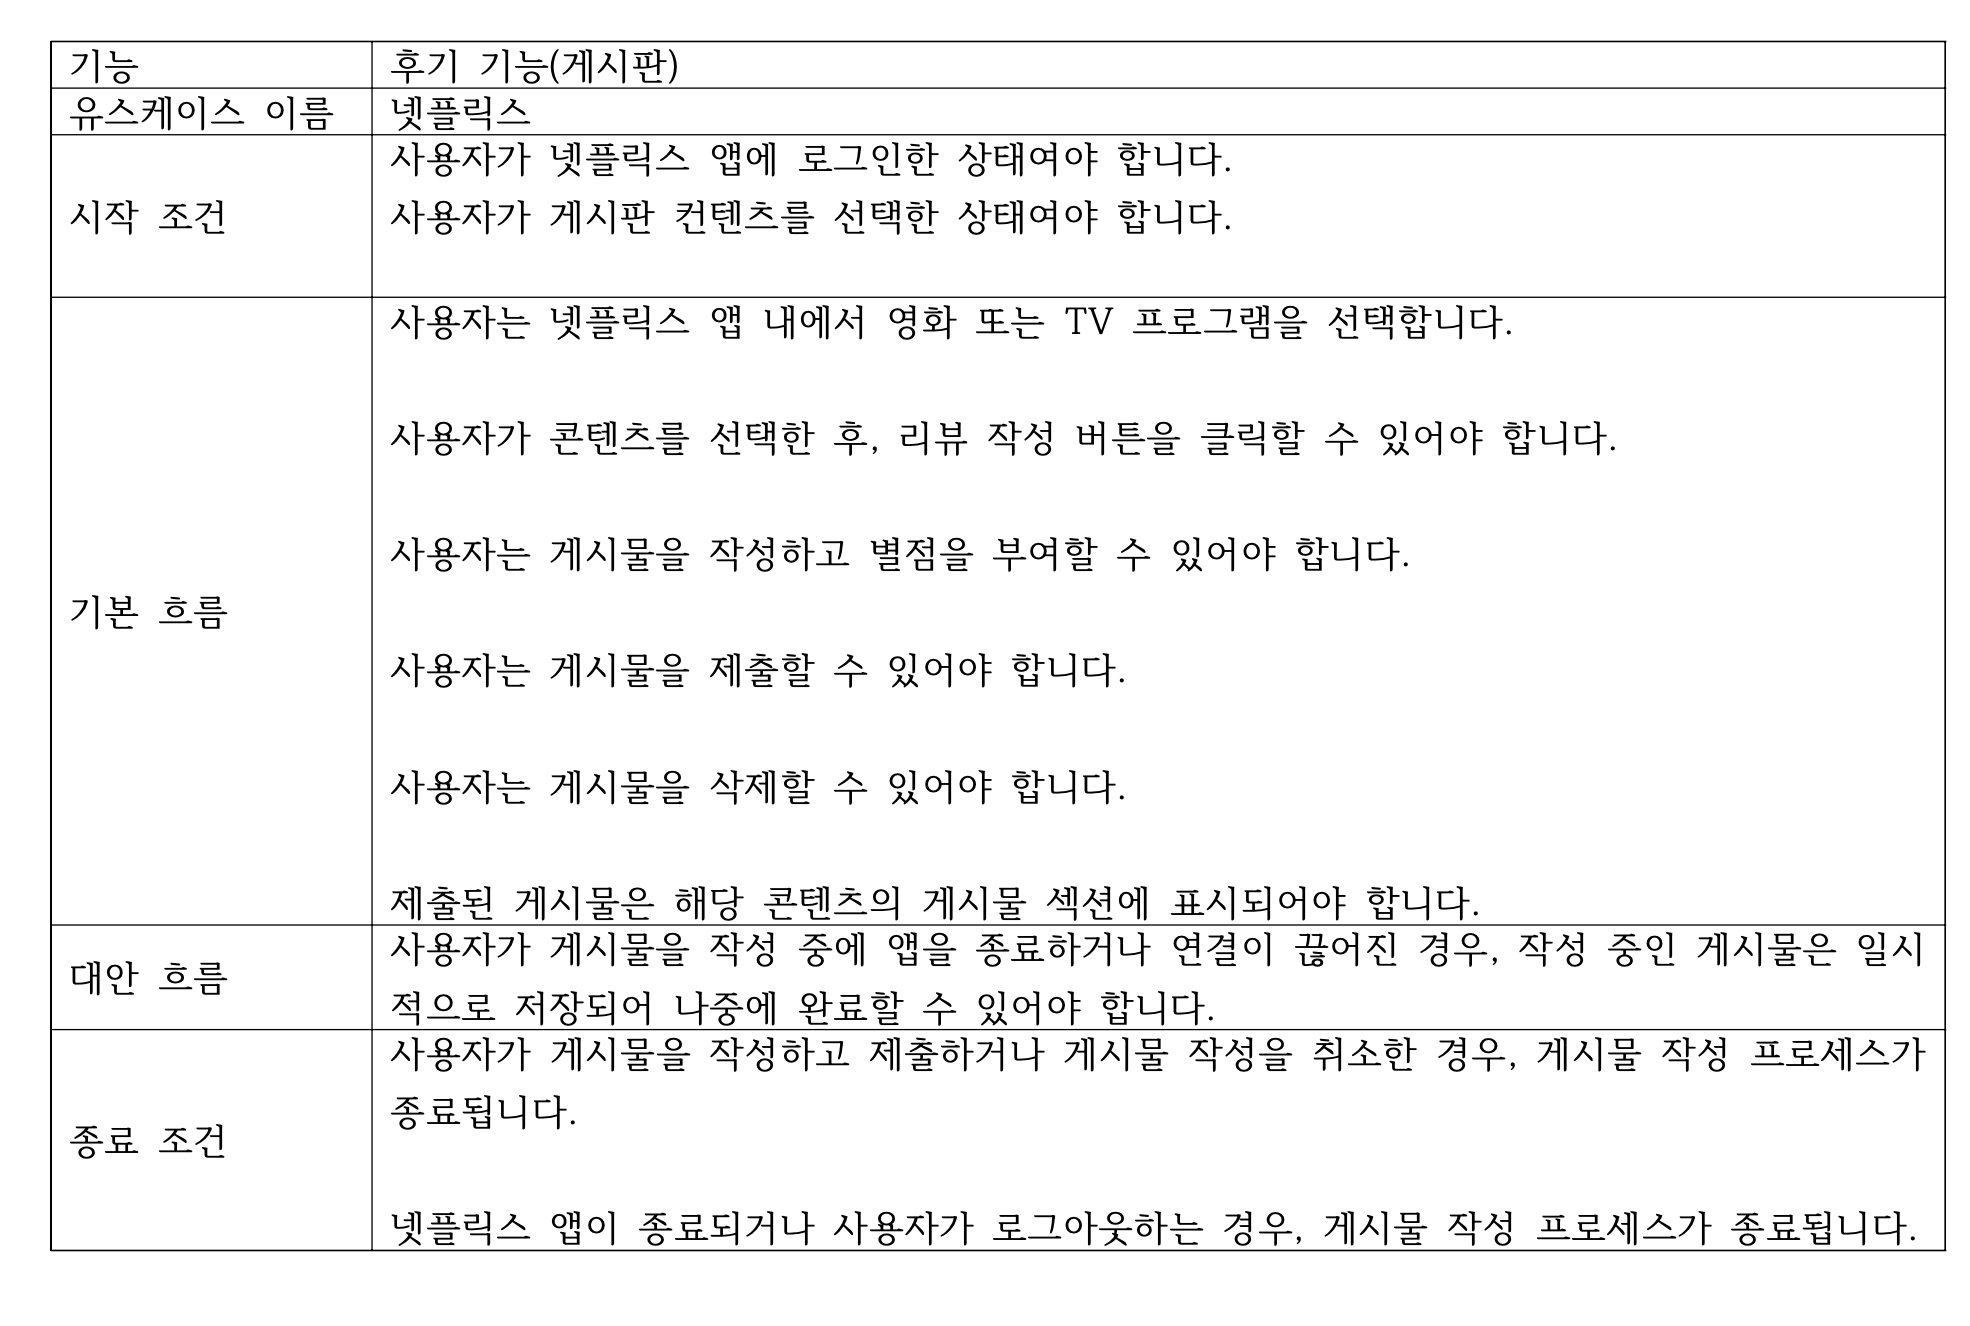 기능
후기 기능(게시판)
유스케이스 이름
넷플릭스
시작 조건
사용자가 넷플릭스 앱에 로그인한 상태여야 합니다.
사용자가 게시판 컨텐츠를 선택한 상태여야 합니다.
기본 흐름
사용자는 넷플릭스 앱 내에서 영화 또는 TV 프로그램을 선택합니다.
사용자가 콘텐츠를 선택한 후, 리뷰 작성 버튼을 클릭할 수 있어야 합니다.
사용자는 게시물을 작성하고 별점을 부여할 수 있어야 합니다.
사용자는 게시물을 제출할 수 있어야 합니다.
사용자는 게시물을 삭제할 수 있어야 합니다.
제출된 게시물은 해당 콘텐츠의 게시물 섹션에 표시되어야 합니다.
대안 흐름
사용자가 게시물을 작성 중에 앱을 종료하거나 연결이 끊어진 경우, 작성 중인 게시물은 일시
적으로 저장되어 나중에 완료할 수 있어야 합니다.
종료 조건
사용자가 게시물을 작성하고 제출하거나 게시물 작성을 취소한 경우, 게시물 작성 프로세스가
종료됩니다.
넷플릭스 앱이 종료되거나 사용자가 로그아웃하는 경우, 게시물 작성 프로세스가 종료됩니다.